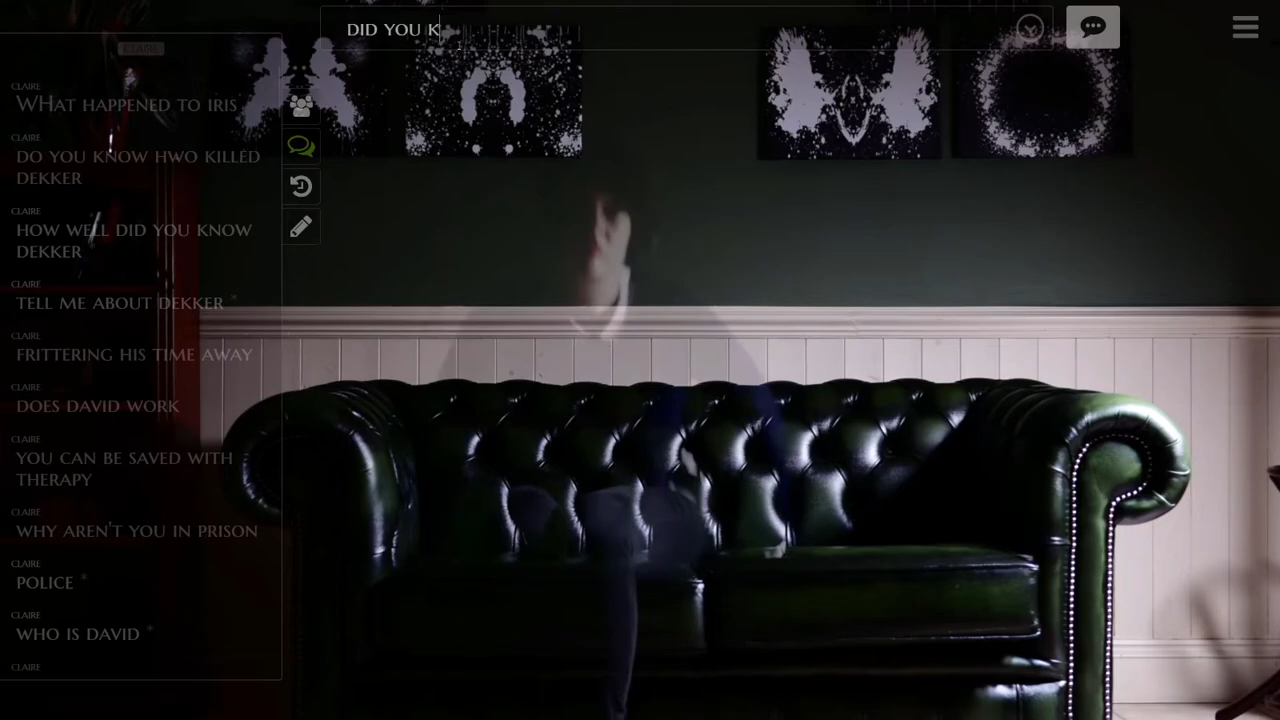 DID YOU K
CLAIRE
CLAIRE
WHAT HAPPENED TO IRIS
CLAIRE
DO YOU KNOW HWO KILLED
DEKKER
CLAIRE
HOW WELL DID YOU KNOW
DEKKER
CLAIRE
TELL ME ABOUT DEKKER *
CLAIRE
FRITTERING HIS TIME AWAY
CLAIRE
DOES DAVID WORK
CLAIRE
YOU CAN BE SAVED WITH
THERAPY
CLAIRE
WHY AREN'T YOU IN PRISON
CLAIRE
POLICE *
CLAIRE
WHO IS DAVID *
CLAIRE